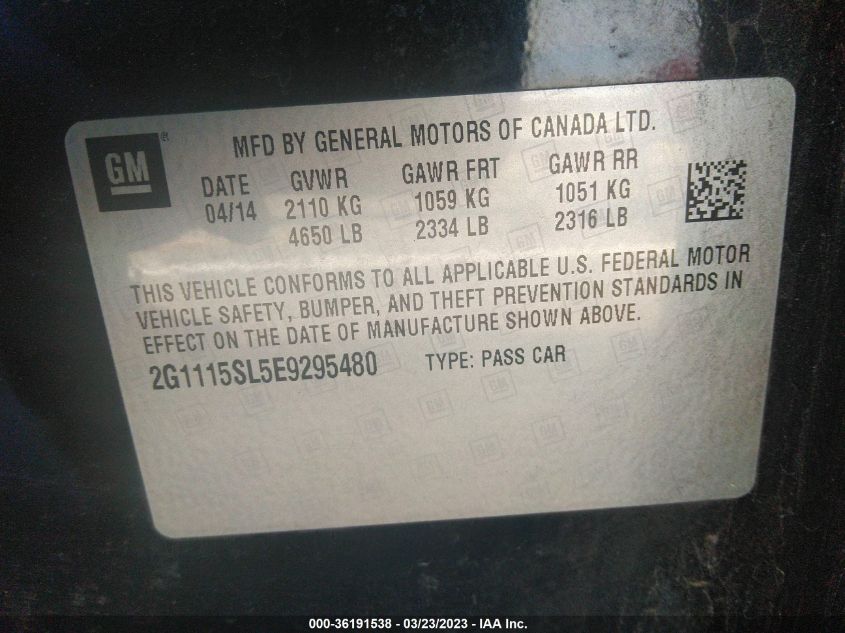 GM ®
MFD BY GENERAL MOTORS OF CANADA LTD.
DATE GVWR GAWR FRT GAWR RR
04/14 2110 KG 1059 KG 1051 KG
4650 LB 2334 LB 2316 LB
THIS VEHICLE CONFORMS TO ALL APPLICABLE U.S. FEDERAL MOTOR
VEHICLE SAFETY, BUMPER, AND THEFT PREVENTION STANDARDS IN
EFFECT ON THE DATE OF MANUFACTURE SHOWN ABOVE.
2G1115SL5E9295480 TYPE: PASS CAR
000-36191538 - 03/23/2023 - IAA Inc.